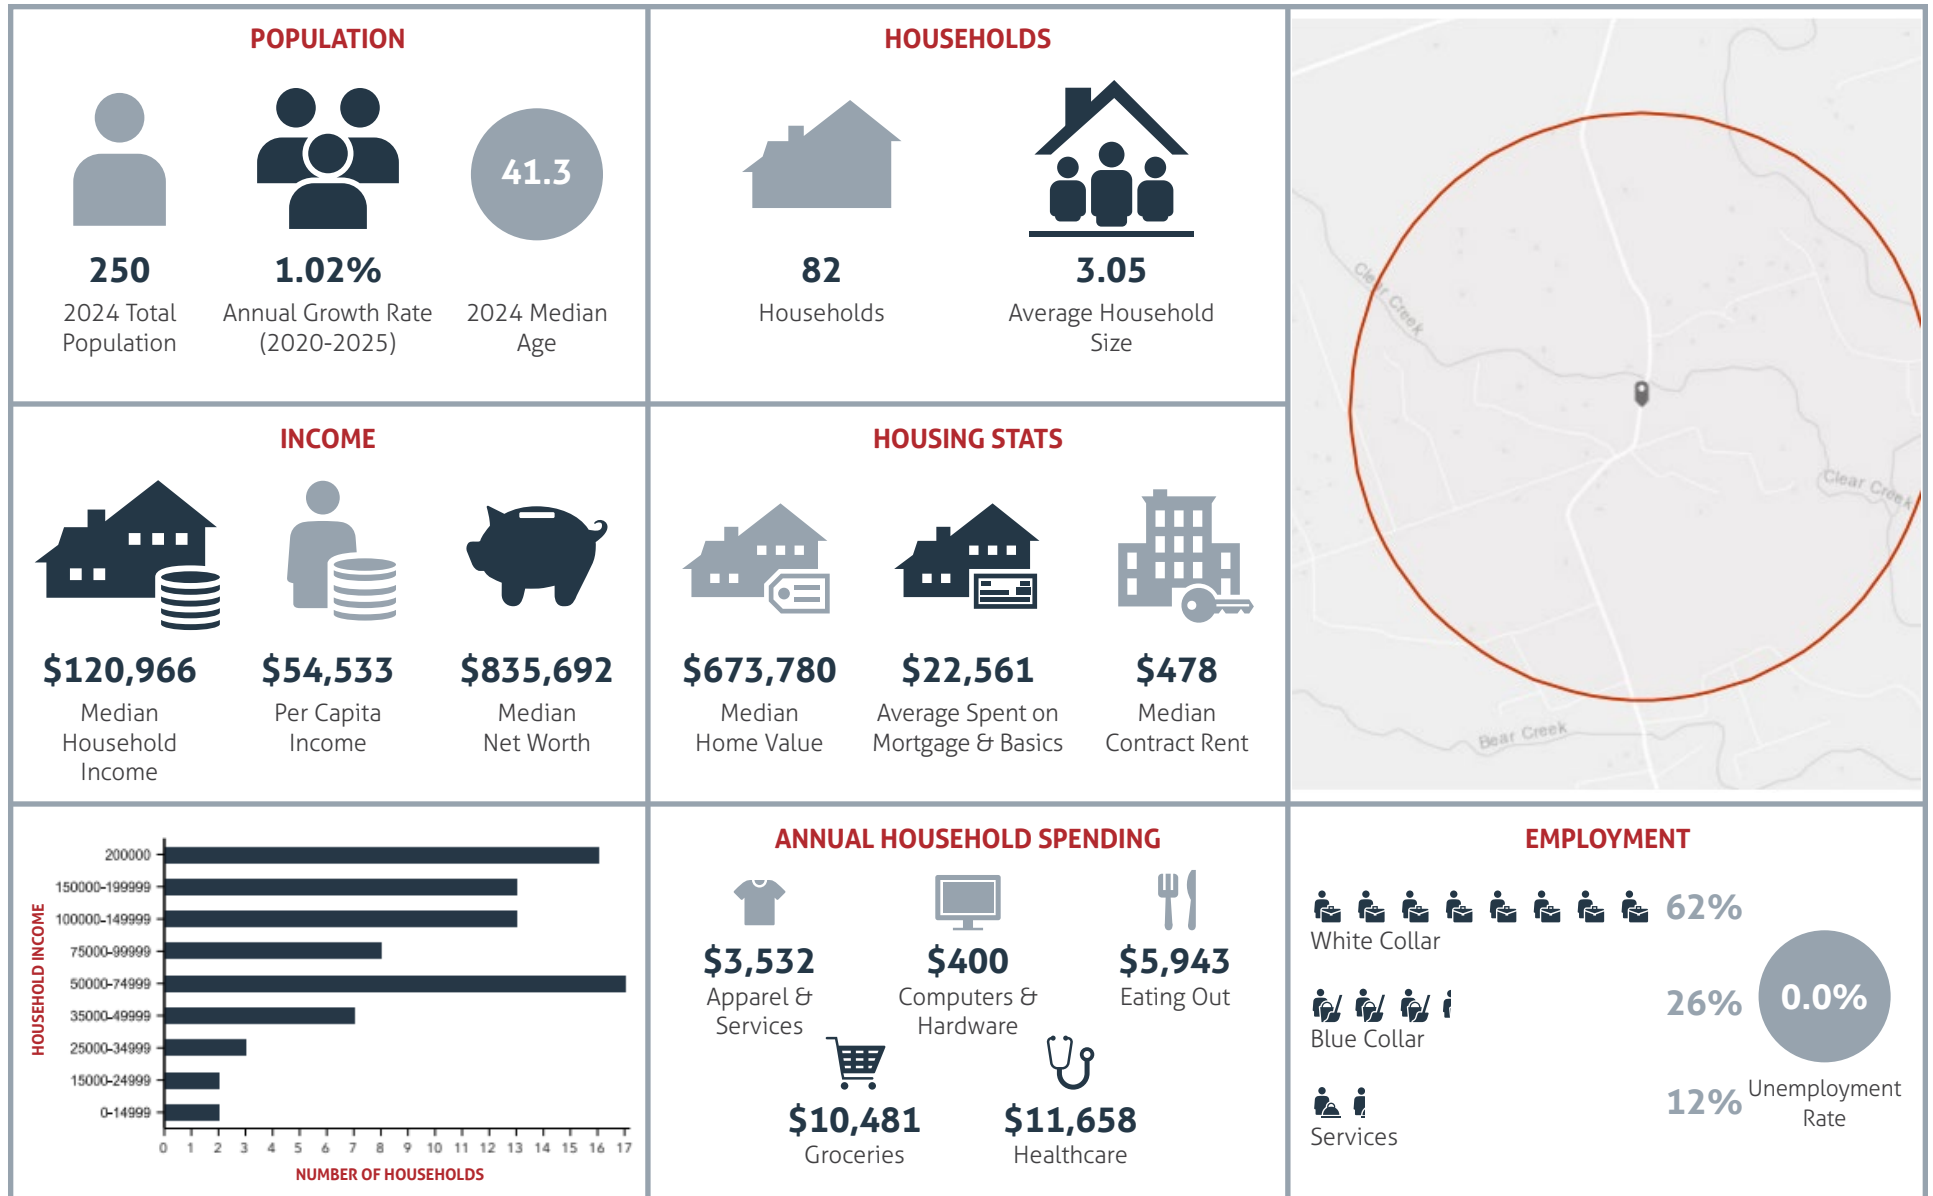 POPULATION
250
2024 Total
Population
1.02%
Annual Growth Rate
(2020-2025)
41.3
2024 Median
Age
HOUSEHOLDS
82
Households
3.05
Average Household
Size
Clear Creek
Clear Creek
Bear Creek
INCOME
$120,966
Median
Household
Income
$54,533
Per Capita
Income
$835,692
Median
Net Worth
HOUSING STATS
$673,780
Median
Home Value
$22,561
Average Spent on
Mortgage & Basics
$478
Median
Contract Rent
HOUSEHOLD INCOME
200000
150000-199999
100000-149999
75000-99999
50000-74999
35000-49999
25000-34999
15000-24999
0-14999
0 1 2 3 4 5 6 7 8 9 10 11 12 13 14 15 16 17
NUMBER OF HOUSEHOLDS
ANNUAL HOUSEHOLD SPENDING
$3,532
Apparel &
Services
$400
Computers &
Hardware
$5,943
Eating Out
$10,481
Groceries
$11,658
Healthcare
EMPLOYMENT
62%
White Collar
26%
Blue Collar
12%
Services
0.0%
Unemployment
Rate